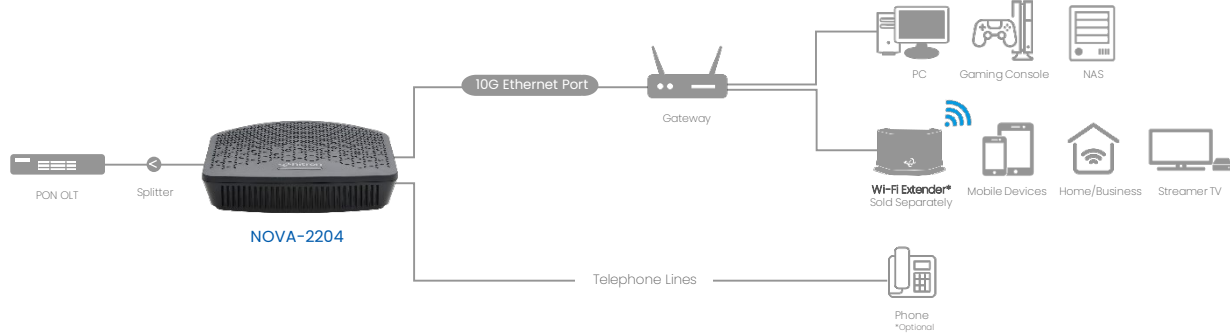 10G Ethernet Port
Gateway
PC
Gaming Console
NAS
PON OLT
Splitter
NOVA-2204
Wi-Fi Extender*
Sold Separately
Mobile Devices
Home/Business
Streamer TV
Telephone Lines
Phone
*Optional